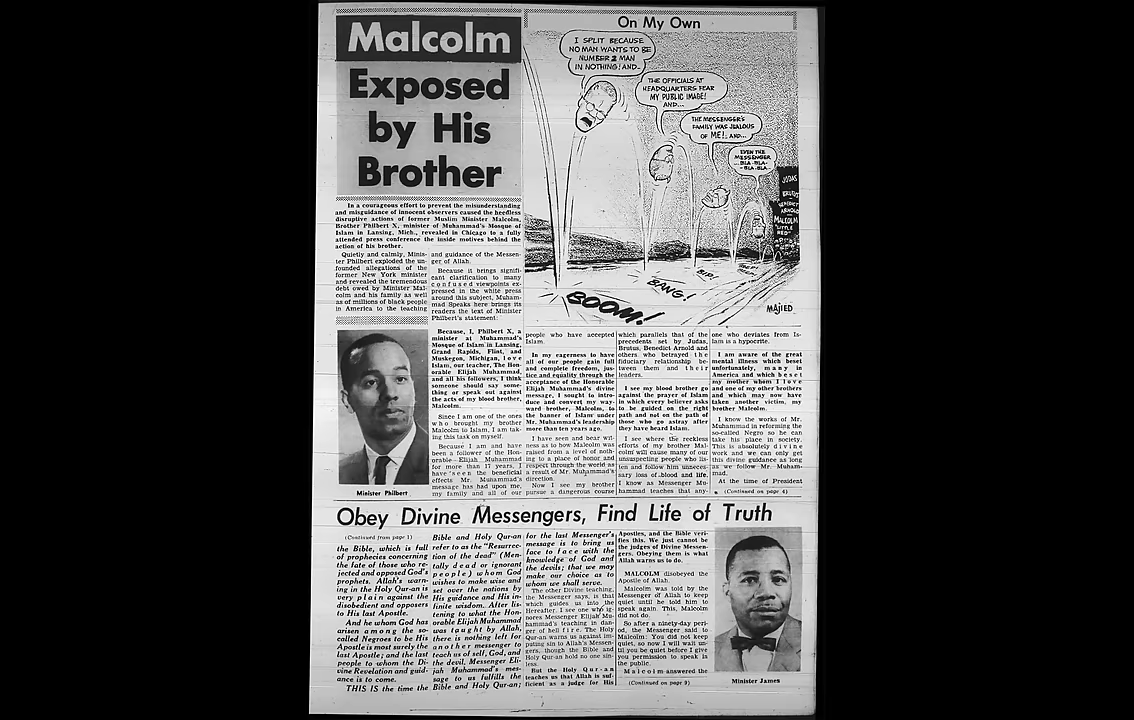 Malcolm
Exposed
by His
Brother
On My Own
I SPLIT BECAUSE
NO MAN WANTS TO BE
NUMBER 2 MAN
IN NOTHING! AND..
THE OFFICIALS AT
HEADQUARTERS FEAR
MY PUBLIC IMAGE!
AND...
THE MESSENGER'S
FAMILY WAS JEALOUS
OF ME!.. AND...
EVEN THE
MESSENGER
...BLA-BLA-
-BLA-BLA...
JUDAS
BRUTUS
BENEDICT
ARNOLD
MALCOLM
"LITTLE
RED"
BOOM!
BANG!
BIP!
MAJIED
In a courageous effort to prevent the misunderstanding
and misguidance of innocent observers caused the heedless
disruptive actions of former Muslim Minister Malcolm,
Brother Philbert X, minister of Muhammad's Mosque of
Islam in Lansing, Mich., revealed in Chicago to a fully
attended press conference the inside motives behind the
action of his brother.
Quietly and calmly, Minis-
ter Philbert exploded the un-
founded allegations of the
former New York minister
and revealed the tremendous
debt owed by Minister Mal-
colm and his family as well
as of millions of black people
in America to the teaching
and guidance of the Messen-
ger of Allah.
Because it brings signifi-
cant clarification to many
confused viewpoints ex-
pressed in the white press
around this subject, Muham-
mad Speaks here brings its
readers the text of Minister
Philbert's statement:
Minister Philbert
Because, I, Philbert X, a
minister at Muhammad's
Mosque of Islam in Lansing,
Grand Rapids, Flint, and
Muskegon, Michigan, love
Islam, our teacher, The Hon-
orable Elijah Muhammad,
and all his followers, I think
someone should say some-
thing or speak out against
the acts of my blood brother,
Malcolm.
Since I am one of the ones
who brought my brother
Malcolm to Islam, I am tak-
ing this task on myself.
Because I am and have
been a follower of the Hon-
orable Elijah Muhammad
for more than 17 years, I
have seen the beneficial
effects Mr. Muhammad's
message has had upon me,
my family and all of our
people who have accepted
Islam.
In my eagerness to have
all of our people gain full
and complete freedom, jus-
tice and equality through the
acceptance of the Honorable
Elijah Muhammad's divine
message, I sought to intro-
duce and convert my way-
ward brother, Malcolm, to
the banner of Islam under
Mr. Muhammad's leadership
more than ten years ago.
I have seen and bear wit-
ness as to how Malcolm was
raised from a level of noth-
ing to a place of honor and
respect through the world as
a result of Mr. Muhammad's
direction.
Now I see my brother
pursue a dangerous course
which parallels that of the
precedents set by Judas,
Brutus, Benedict Arnold and
others who betrayed the
fiduciary relationship be-
tween them and their
leaders.
I see my blood brother go
against the prayer of Islam
in which every believer asks
to be guided on the right
path and not on the path of
those who go astray after
they have heard Islam.
I see where the reckless
efforts of my brother Mal-
colm will cause many of our
unsuspecting people who lis-
ten and follow him unneces-
sary loss of blood and life.
I know as Messenger Mu-
hammad teaches that any-
one who deviates from Is-
lam is a hypocrite.
I am aware of the great
mental illness which beset
unfortunately, many in
America and which beset
my mother whom I love
and one of my other brothers
and which may now have
taken another victim, my
brother Malcolm.
I know the works of Mr.
Muhammad in reforming the
so-called Negro so he can
take his place in society.
This is absolutely divine
work and we can only get
this divine guidance as long
as we follow Mr. Muham-
mad.
At the time of President
(Continued on page 4)
Obey Divine Messengers, Find Life of Truth
(Continued from page 1)
the Bible, which is full
of prophecies concerning
the fate of those who re-
jected and opposed God's
prophets. Allah's warn-
ing in the Holy Qur-an is
very plain against the
disobedient and opposers
to His last Apostle.
And he whom God has
arisen among the so-
called Negroes to be His
Apostle is most surely the
last Apostle; and the last
people to whom the Di-
vine Revelation and guid-
ance is to come.
THIS IS the time the
Bible and Holy Qur-an
refer to as the "Resurrec-
tion of the dead" (Men-
tally dead or ignorant
people) whom God
wishes to make wise and
set over the nations by
His guidance and His in-
finite wisdom. After lis-
tening to what the Hon-
orable Elijah Muhammad
was taught by Allah,
there is nothing left for
another messenger to
teach us of self, God, and
the devil. Messenger Eli-
jah Muhammad's mes-
sage to us fulfills the
Bible and Holy Qur-an;
for the last Messenger's
mission is to bring us
face to face with the
knowledge of God and
the devils; that we may
make our choice as to
whom we shall serve.
The other Divine teaching,
the Messenger says, is that
which guides us into the
Hereafter. I see one who ig-
nores Messenger Elijah Mu-
hammad's teaching in dan-
ger of hell fire. The Holy
Qur-an warns us against im-
puting sin to Allah's Messen-
gers, though the Bible and
Holy Qur-an hold no one sin-
less.
But the Holy Qur-an
teaches us that Allah is suf-
ficient as a judge for His
Apostles, and the Bible veri-
fies this. We just cannot be
the judges of Divine Messen-
gers. Obeying them is what
Allah warns us to do.
MALCOLM disobeyed the
Apostle of Allah.
Malcolm was told by the
Messenger of Allah to keep
quiet until he told him to
speak again. This, Malcolm
did not do.
So after a ninety-day pe-
riod, the Messenger said to
Malcolm: You did not keep
quiet, so now I will wait un-
til you be quiet before I give
you permission to speak in
the public.
Malcolm answered the
(Continued on page 9)
Minister James